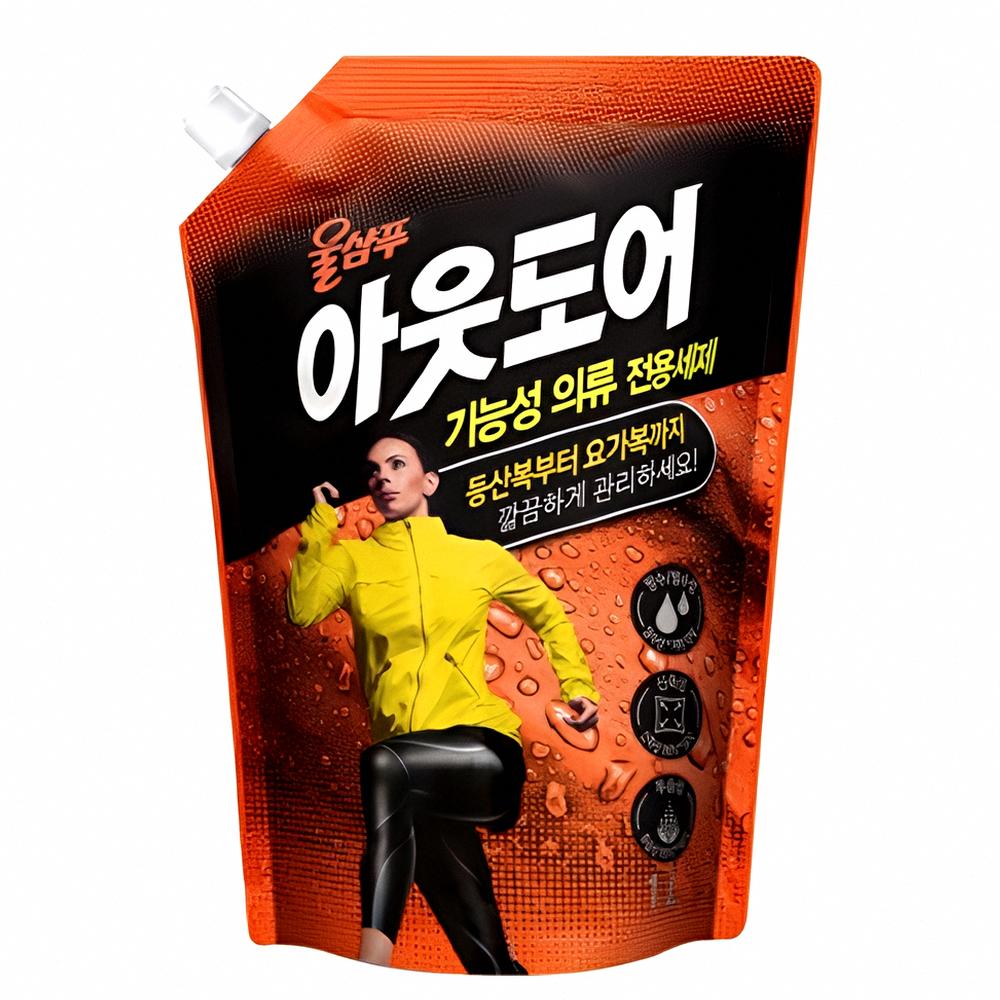 울샴푸
아웃도어
기능성 의류 전용세제
등산복부터 요가복까지
깔끔하게 관리하세요!